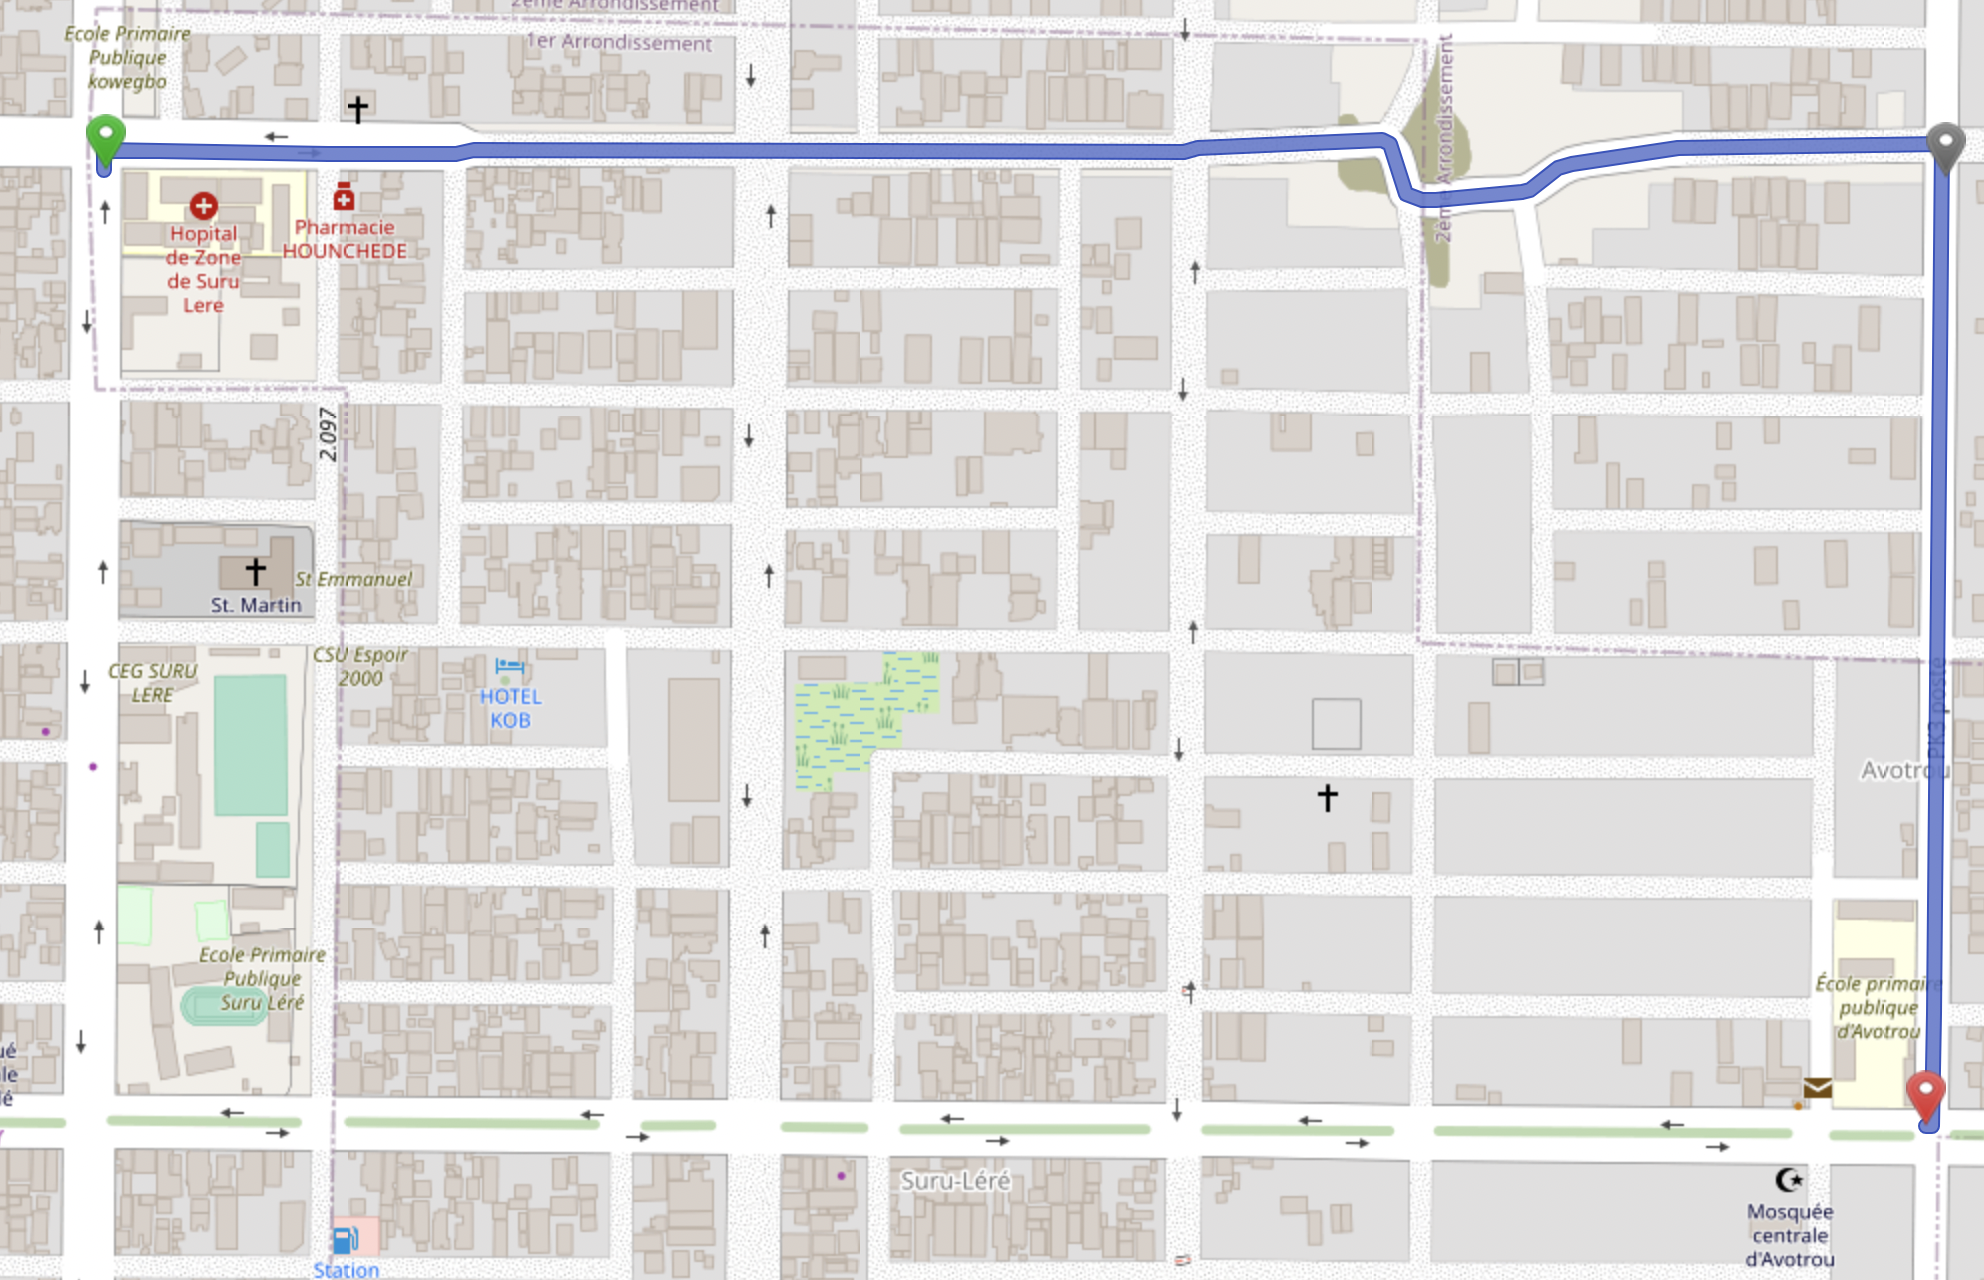 2ème Arrondissement
1er Arrondissement
Ecole Primaire
Publique
kowegbo
2ème Arrondissement
Hopital
de Zone
de Suru
Lere
Pharmacie
HOUNCHEDE
2.097
St Emmanuel
St. Martin
CEG SURU
LERE
CSU Espoir
2000
HOTEL
KOB
PK3 poste
Avotrou
Ecole Primaire
Publique
Suru Léré
École primaire
publique
d'Avotrou
Suru-Léré
Mosquée
centrale
d'Avotrou
Station